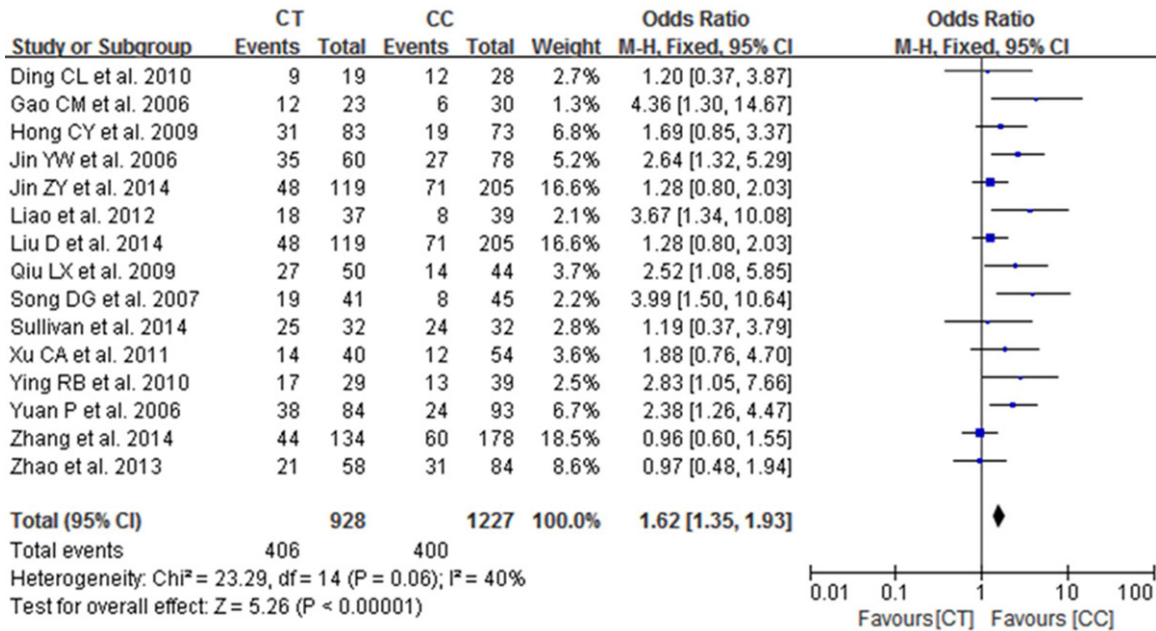 CT CC Odds Ratio Odds Ratio
Study or Subgroup Events Total Events Total Weight M-H, Fixed, 95% CI M-H, Fixed, 95% CI
Ding CL et al. 2010 9 19 12 28 2.7% 1.20 [0.37, 3.87]
Gao CM et al. 2006 12 23 6 30 1.3% 4.36 [1.30, 14.67]
Hong CY et al. 2009 31 83 19 73 6.8% 1.69 [0.85, 3.37]
Jin YW et al. 2006 35 60 27 78 5.2% 2.64 [1.32, 5.29]
Jin ZY et al. 2014 48 119 71 205 16.6% 1.28 [0.80, 2.03]
Liao et al. 2012 18 37 8 39 2.1% 3.67 [1.34, 10.08]
Liu D et al. 2014 48 119 71 205 16.6% 1.28 [0.80, 2.03]
Qiu LX et al. 2009 27 50 14 44 3.7% 2.52 [1.08, 5.85]
Song DG et al. 2007 19 41 8 45 2.2% 3.99 [1.50, 10.64]
Sullivan et al. 2014 25 32 24 32 2.8% 1.19 [0.37, 3.79]
Xu CA et al. 2011 14 40 12 54 3.6% 1.88 [0.76, 4.70]
Ying RB et al. 2010 17 29 13 39 2.5% 2.83 [1.05, 7.66]
Yuan P et al. 2006 38 84 24 93 6.7% 2.38 [1.26, 4.47]
Zhang et al. 2014 44 134 60 178 18.5% 0.96 [0.60, 1.55]
Zhao et al. 2013 21 58 31 84 8.6% 0.97 [0.48, 1.94]
Total (95% CI) 928 1227 100.0% 1.62 [1.35, 1.93]
Total events 406 400
Heterogeneity: Chi² = 23.29, df = 14 (P = 0.06); I² = 40%
Test for overall effect: Z = 5.26 (P < 0.00001)
0.01 0.1 1 10 100
Favours[CT] Favours [CC]